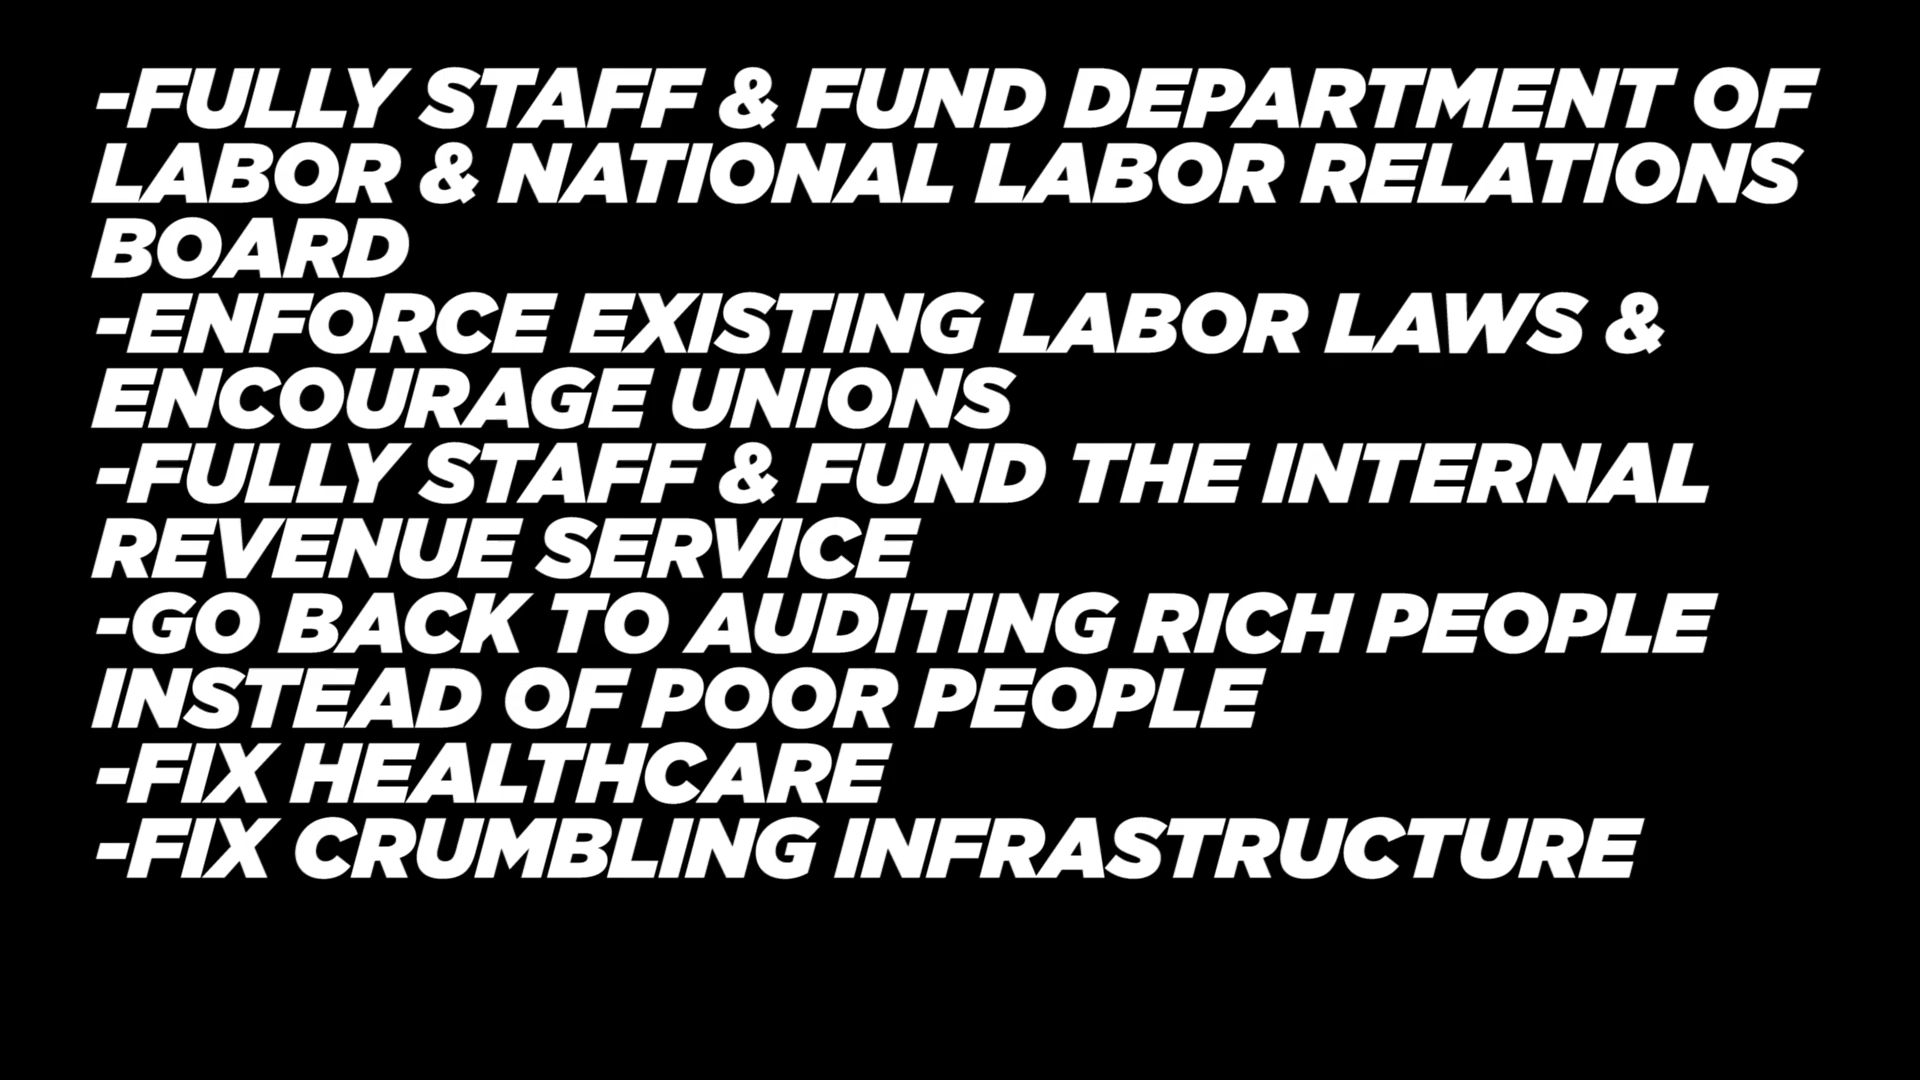 -FULLY STAFF & FUND DEPARTMENT OF
LABOR & NATIONAL LABOR RELATIONS
BOARD
-ENFORCE EXISTING LABOR LAWS &
ENCOURAGE UNIONS
-FULLY STAFF & FUND THE INTERNAL
REVENUE SERVICE
-GO BACK TO AUDITING RICH PEOPLE
INSTEAD OF POOR PEOPLE
-FIX HEALTHCARE
-FIX CRUMBLING INFRASTRUCTURE